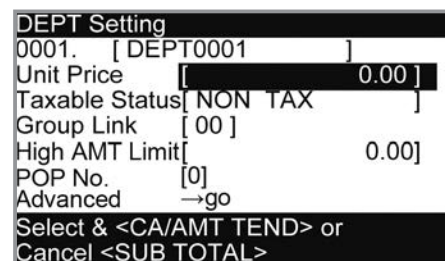 DEPT Setting
0001. [ DEPT0001 ]
Unit Price [ 0.00 ]
Taxable Status[ NON TAX ]
Group Link [ 00 ]
High AMT Limit[ 0.00]
POP No. [0]
Advanced →go
Select & <CA/AMT TEND> or
Cancel <SUB TOTAL>